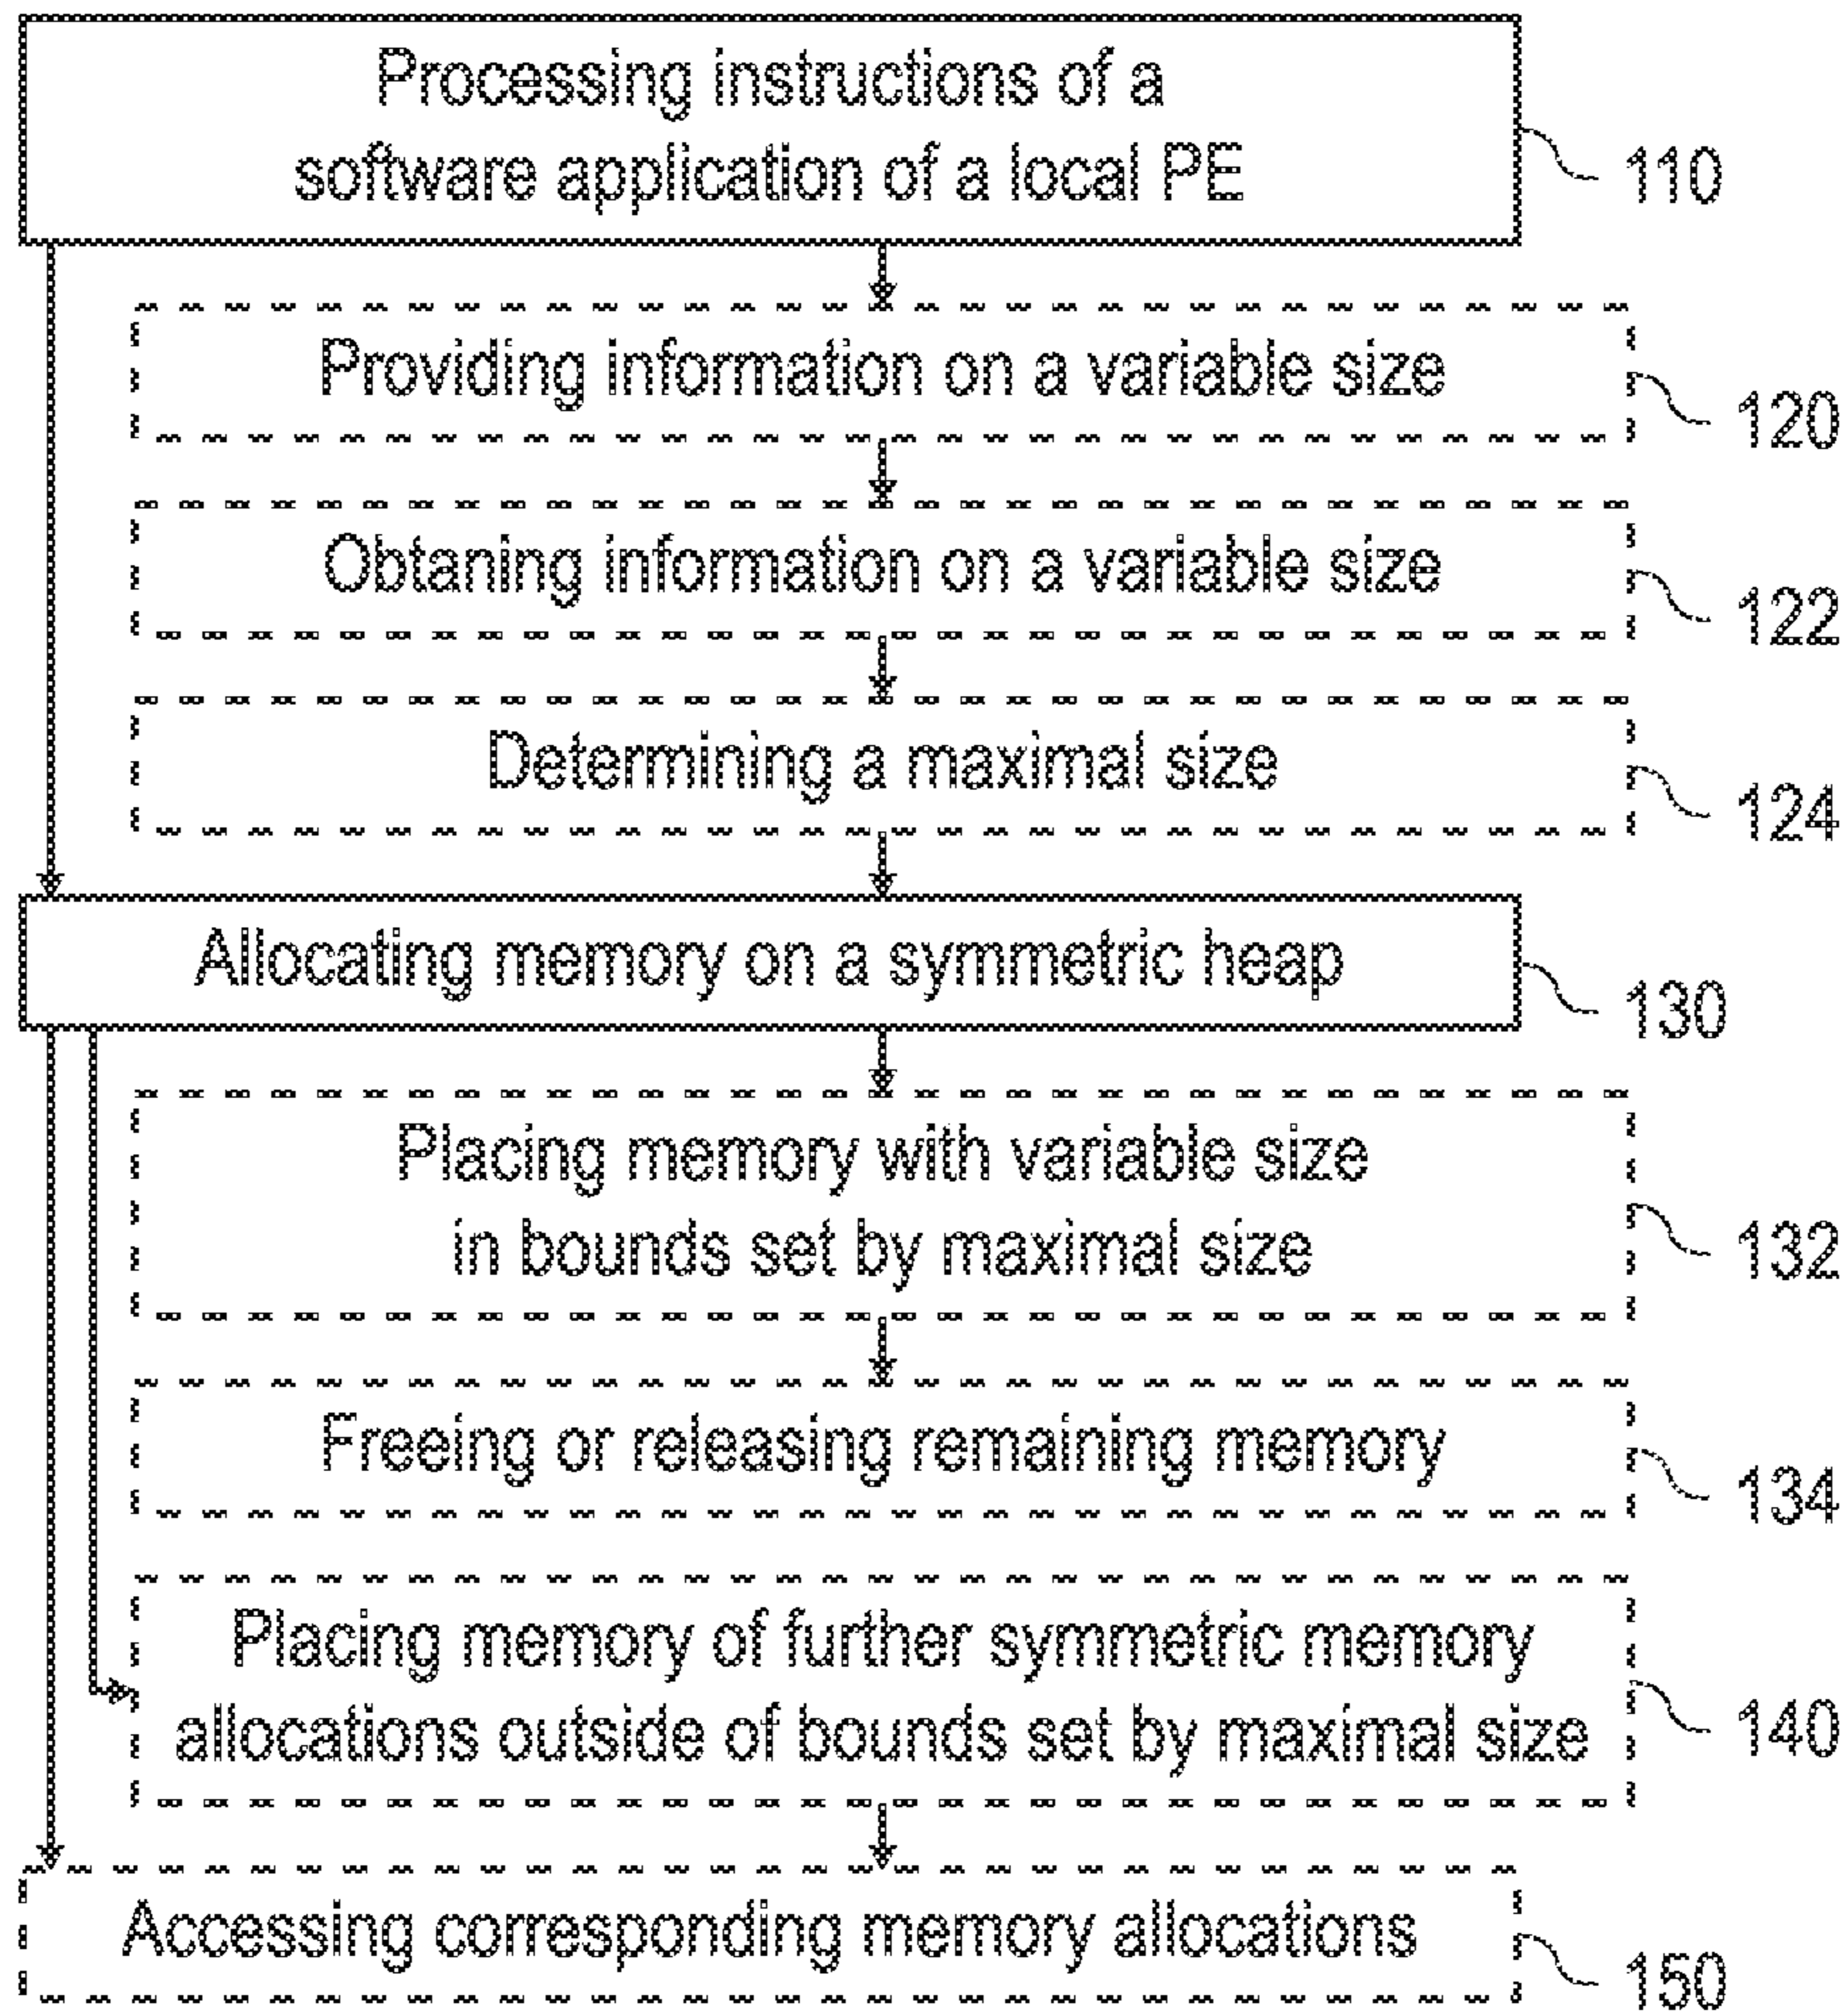 Processing instructions of a
software application of a local PE
110
Providing information on a variable size
120
Obtaning information on a variable size
122
Determining a maximal size
124
Allocating memory on a symmetric heap
130
Placing memory with variable size
in bounds set by maximal size
132
Freeing or releasing remaining memory
134
Placing memory of further symmetric memory
allocations outside of bounds set by maximal size
140
Accessing corresponding memory allocations
150